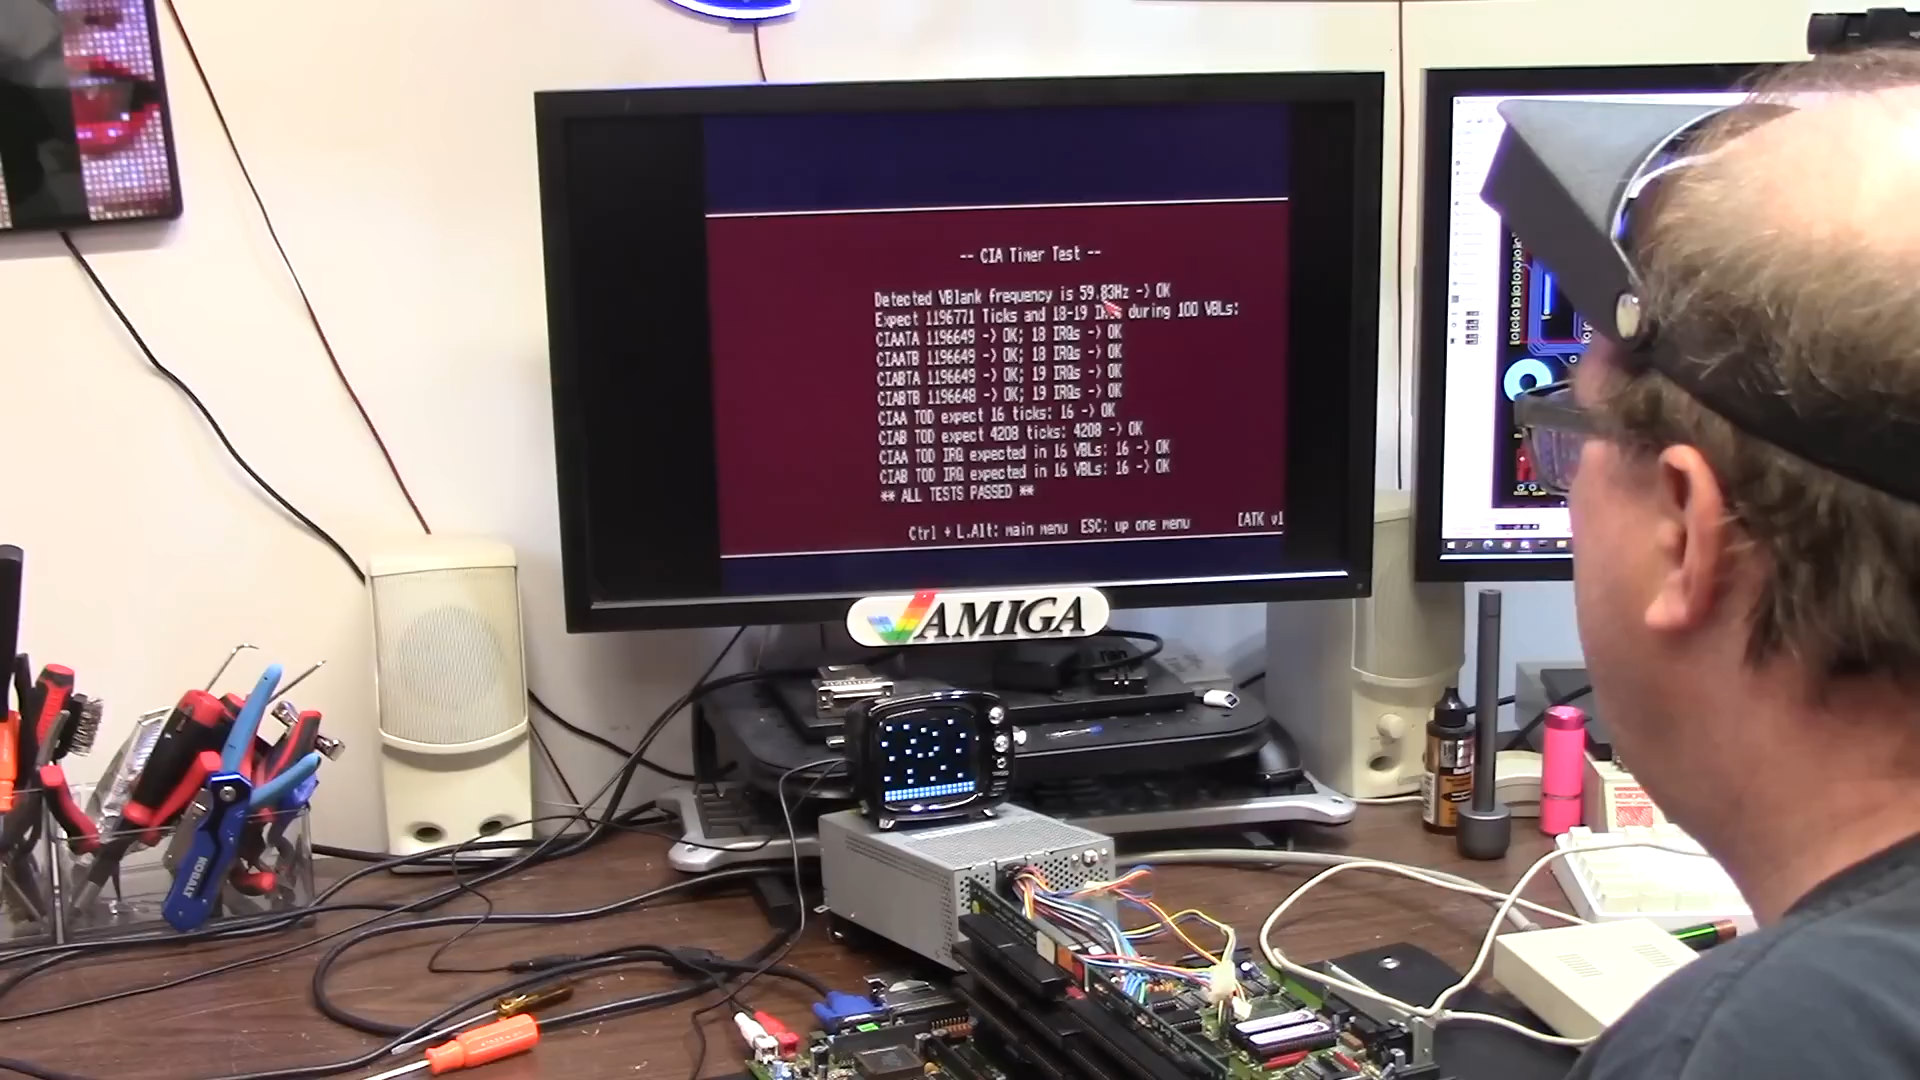 -- CIA Timer Test --
Detected VBlank frequency is 59.83Hz -> OK
Expect 1196771 Ticks and 18-19 IRQs during 100 VBLs:
CIAATA 1196649 -> OK; 18 IRQs -> OK
CIAATB 1196649 -> OK; 18 IRQs -> OK
CIABTA 1196649 -> OK; 19 IRQs -> OK
CIABTB 1196648 -> OK; 19 IRQs -> OK
CIAA TOD expect 16 ticks: 16 -> OK
CIAB TOD expect 4208 ticks: 4208 -> OK
CIAA TOD IRQ expected in 16 VBLs: 16 -> OK
CIAB TOD IRQ expected in 16 VBLs: 16 -> OK
** ALL TESTS PASSED **
Ctrl + L.Alt: main menu ESC: up one menu [ATK v1
AMIGA
KOBALT